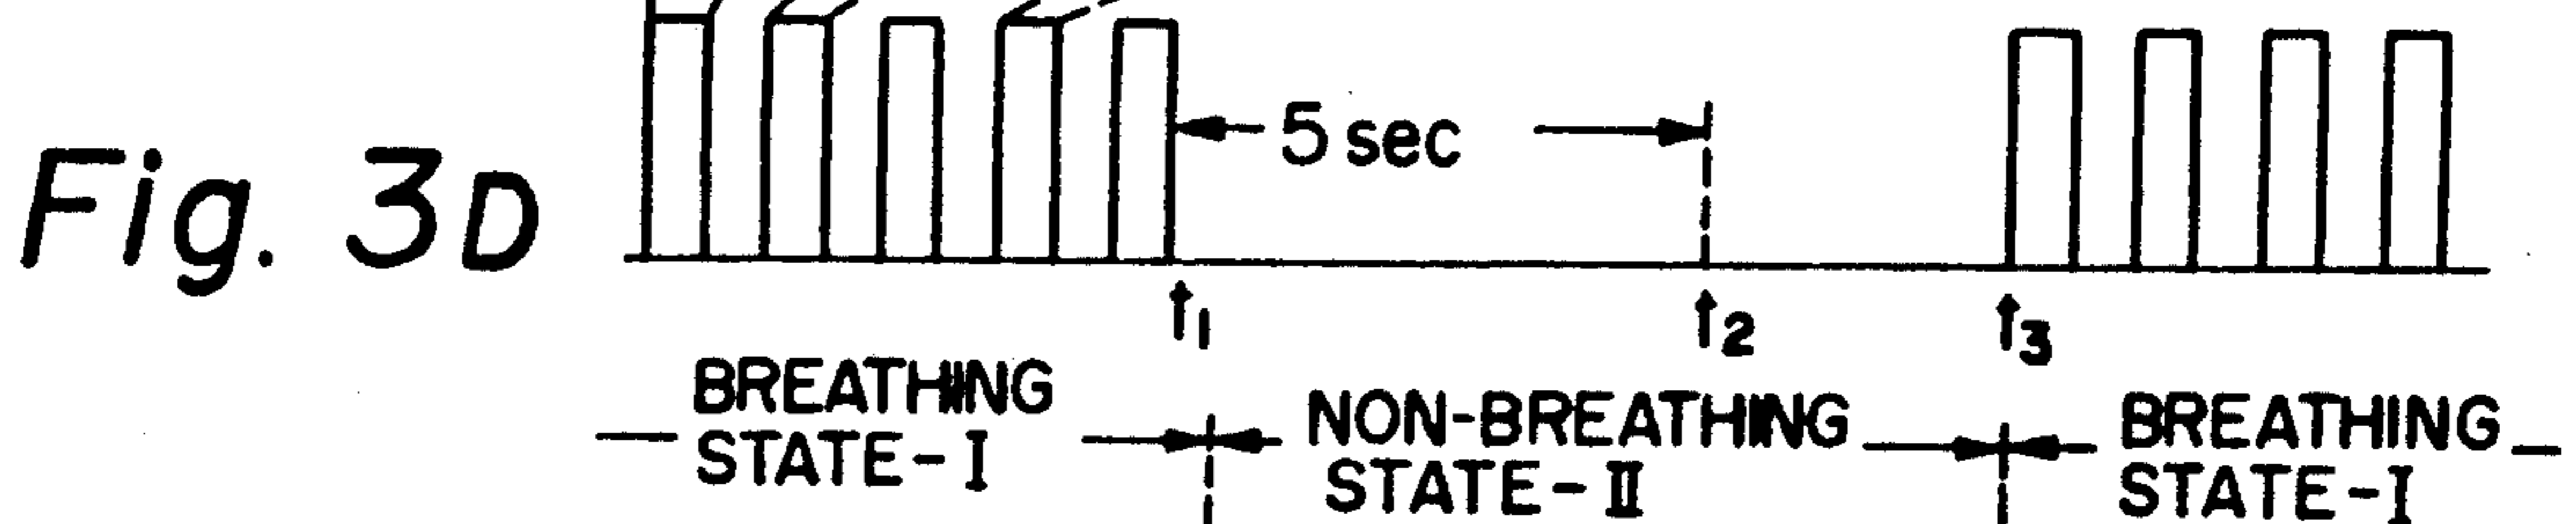 5 sec
Fig. 3D
t1 t2 t3
BREATHING STATE-I
NON-BREATHING STATE-II
BREATHING STATE-I